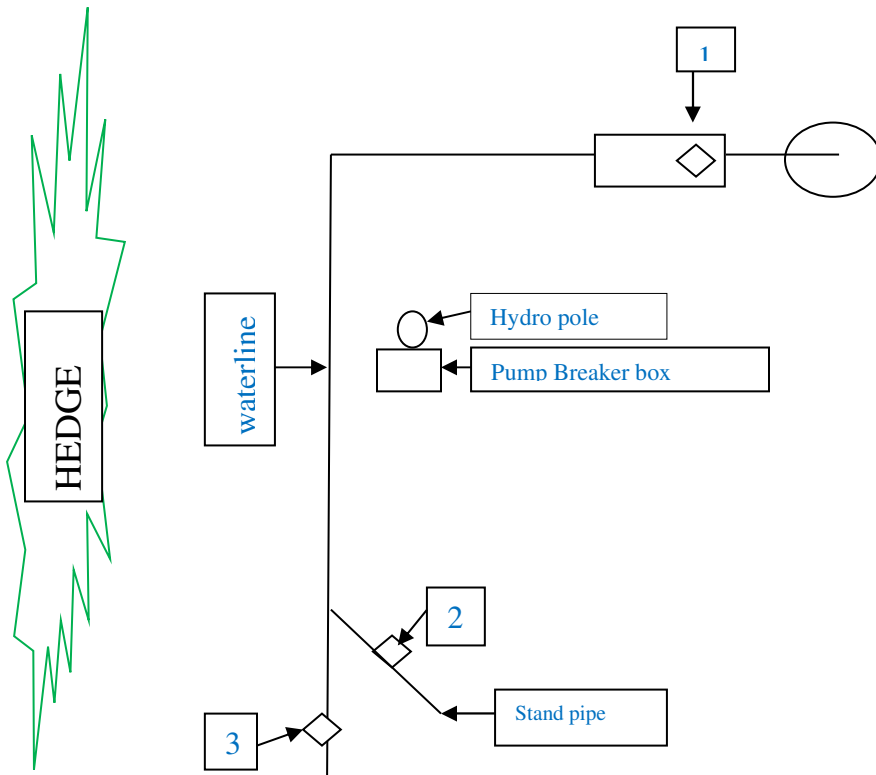 1
Hydro pole
Pump Breaker box
waterline
HEDGE
2
Stand pipe
3